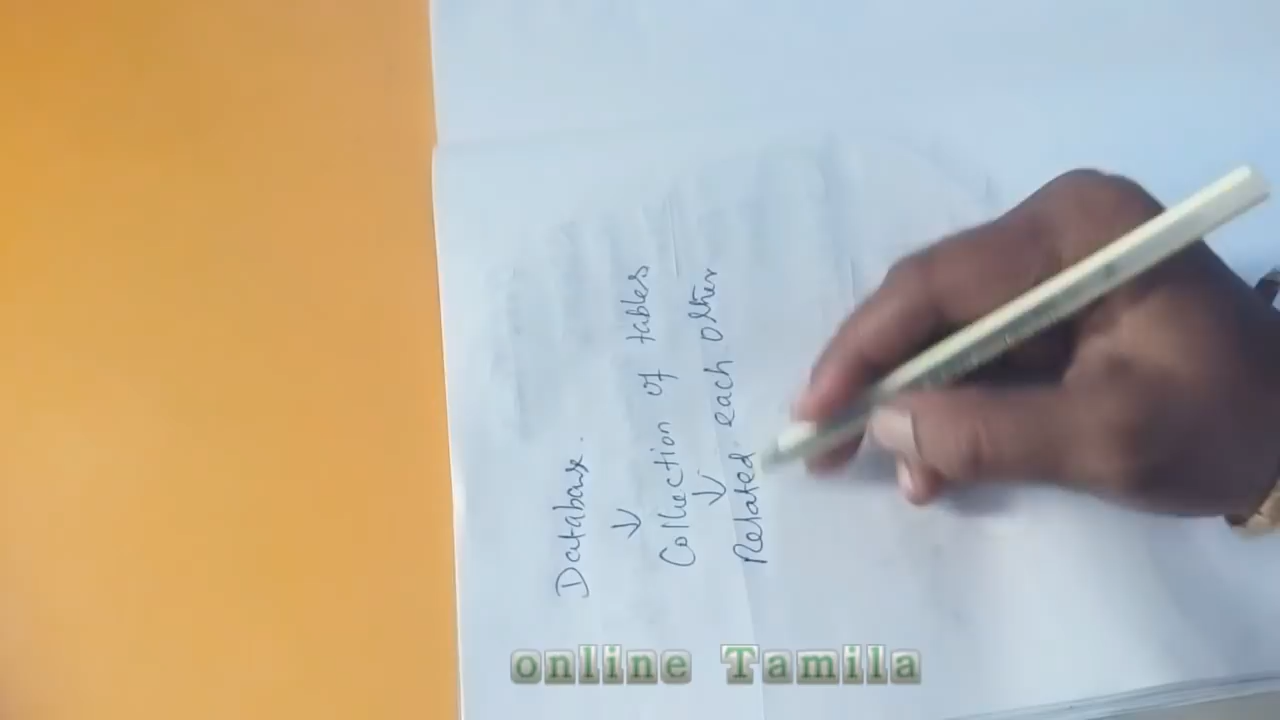 Database.
↓
Collection of tables
↓
Related each other
online Tamila